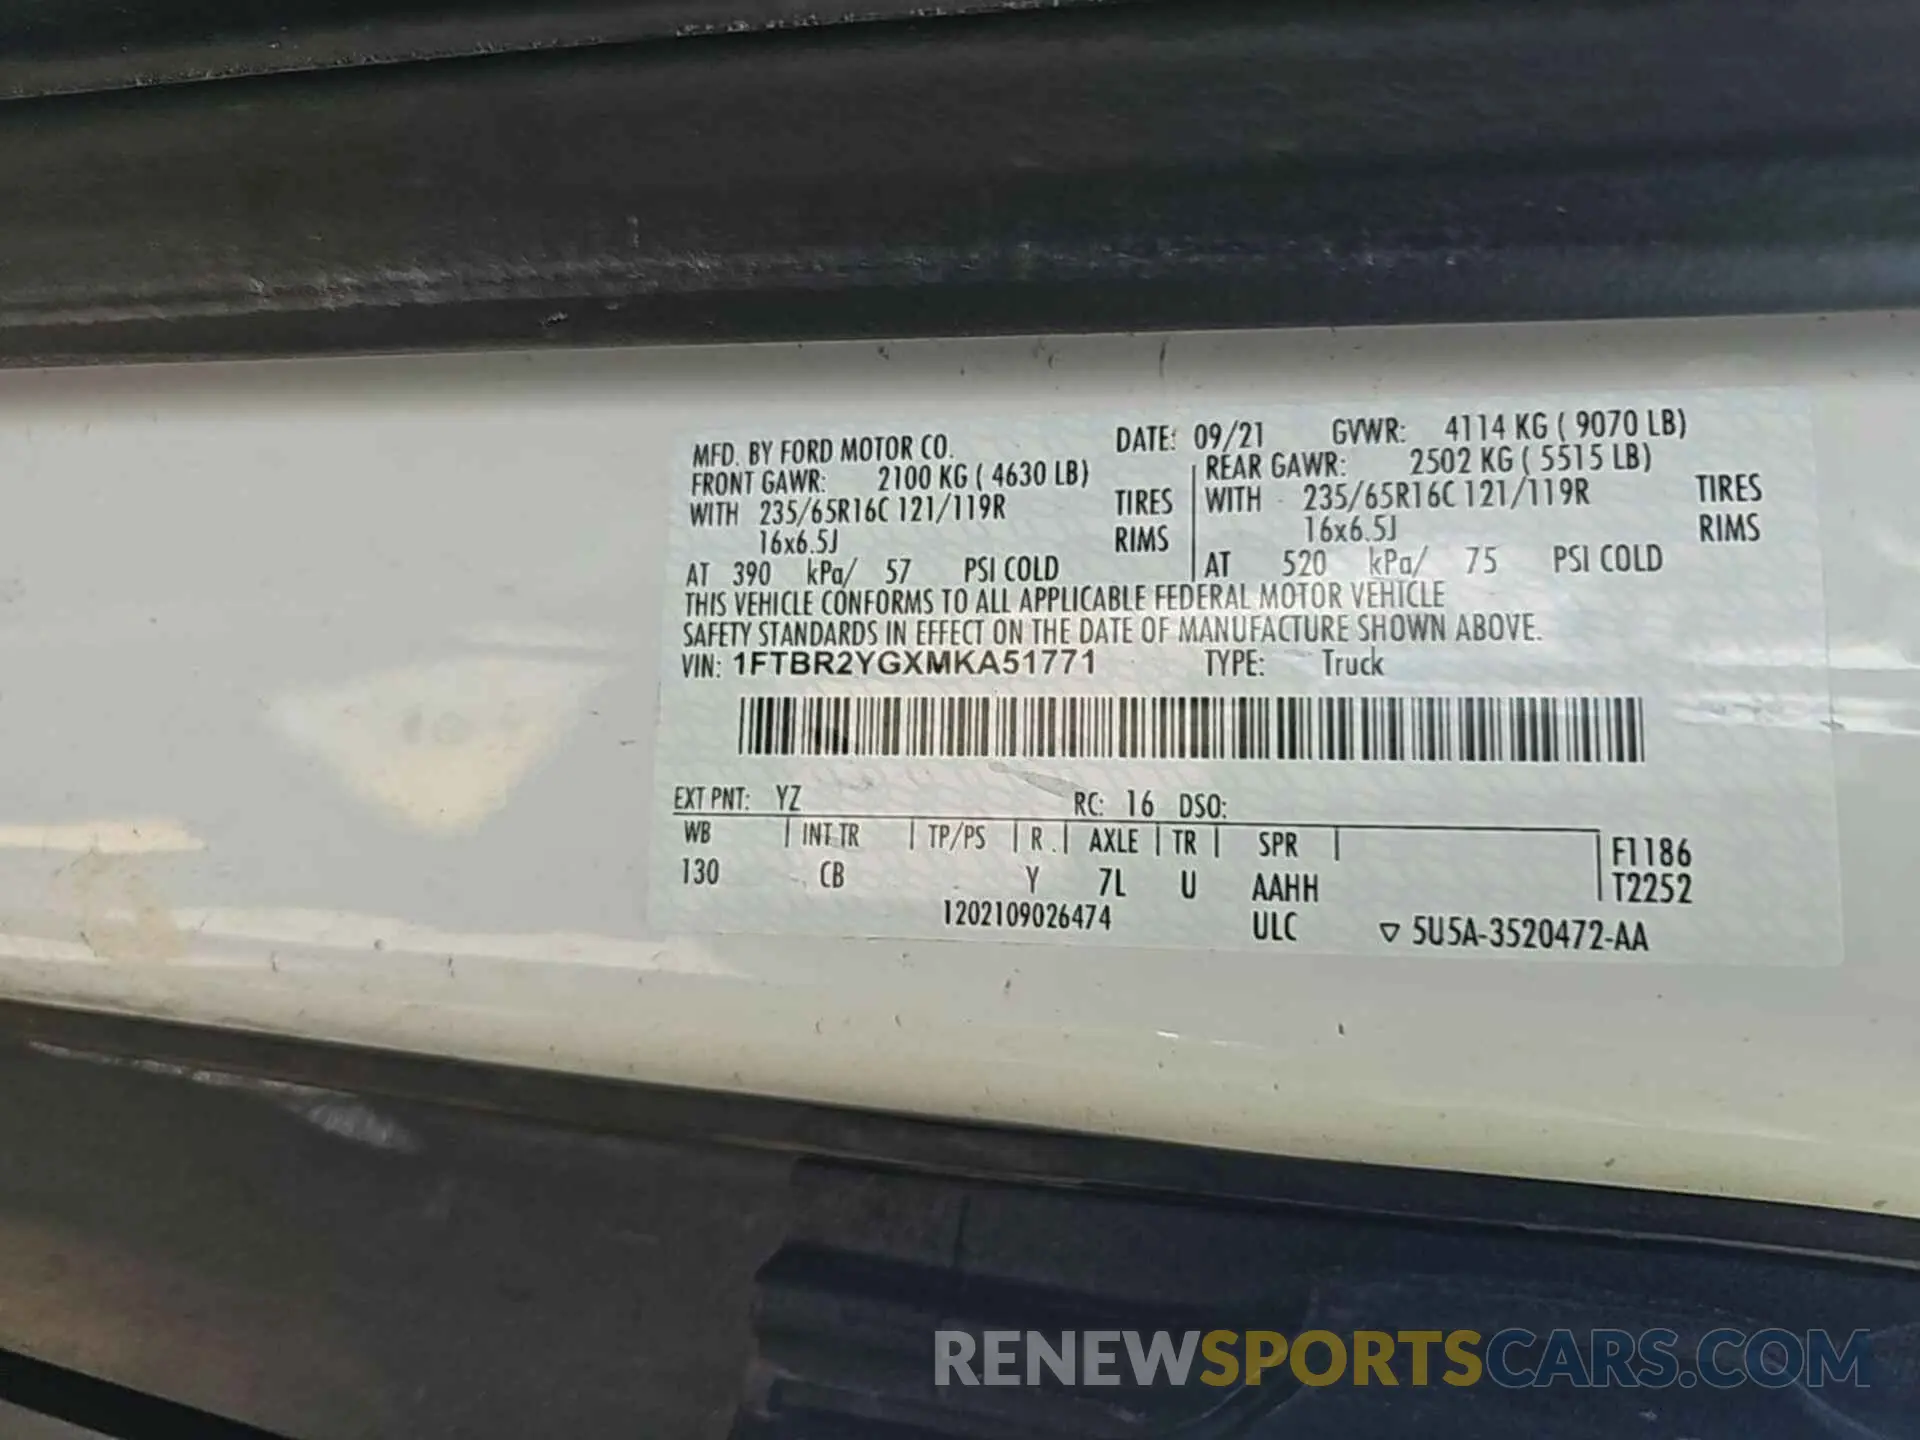 MFD. BY FORD MOTOR CO. DATE: 09/21 GVWR: 4114 KG ( 9070 LB)
FRONT GAWR: 2100 KG ( 4630 LB) REAR GAWR: 2502 KG ( 5515 LB)
WITH 235/65R16C 121/119R TIRES WITH 235/65R16C 121/119R TIRES
16x6.5J RIMS 16x6.5J RIMS
AT 390 kPa/ 57 PSI COLD AT 520 kPa/ 75 PSI COLD
THIS VEHICLE CONFORMS TO ALL APPLICABLE FEDERAL MOTOR VEHICLE
SAFETY STANDARDS IN EFFECT ON THE DATE OF MANUFACTURE SHOWN ABOVE.
VIN: 1FTBR2YGXMKA51771 TYPE: Truck
EXT PNT: YZ RC: 16 DSO:
WB INT TR TP/PS R. AXLE TR SPR F1186
130 CB Y 7L U AAHH T2252
1202109026474 ULC ▽ 5U5A-3520472-AA
RENEWSPORTSCARS.COM